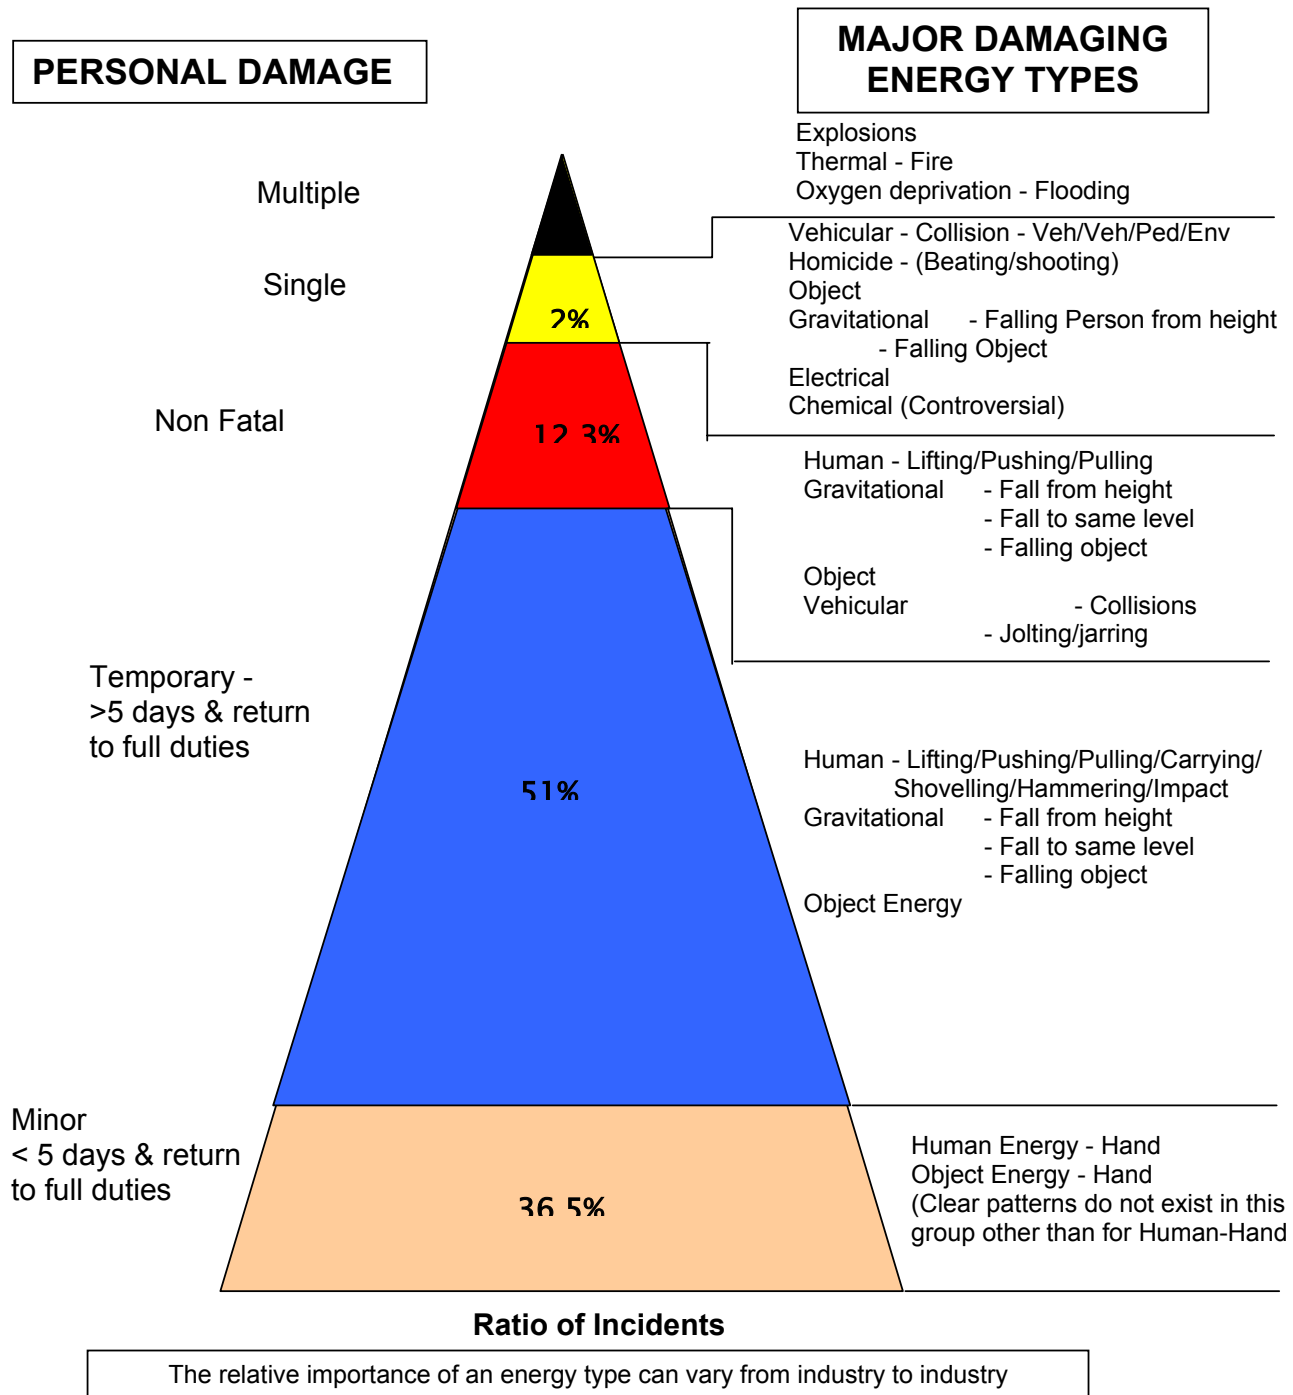 PERSONAL DAMAGE
MAJOR DAMAGING
ENERGY TYPES
Multiple
Explosions
Thermal - Fire
Oxygen deprivation - Flooding
Single
2%
Vehicular - Collision - Veh/Veh/Ped/Env
Homicide - (Beating/shooting)
Object
Gravitational - Falling Person from height
- Falling Object
Electrical
Chemical (Controversial)
Non Fatal
12.3%
Human - Lifting/Pushing/Pulling
Gravitational - Fall from height
- Fall to same level
- Falling object
Object
Vehicular - Collisions
- Jolting/jarring
Temporary -
>5 days & return
to full duties
51%
Human - Lifting/Pushing/Pulling/Carrying/
Shovelling/Hammering/Impact
Gravitational - Fall from height
- Fall to same level
- Falling object
Object Energy
Minor
< 5 days & return
to full duties
36.5%
Human Energy - Hand
Object Energy - Hand
(Clear patterns do not exist in this
group other than for Human-Hand
Ratio of Incidents
The relative importance of an energy type can vary from industry to industry